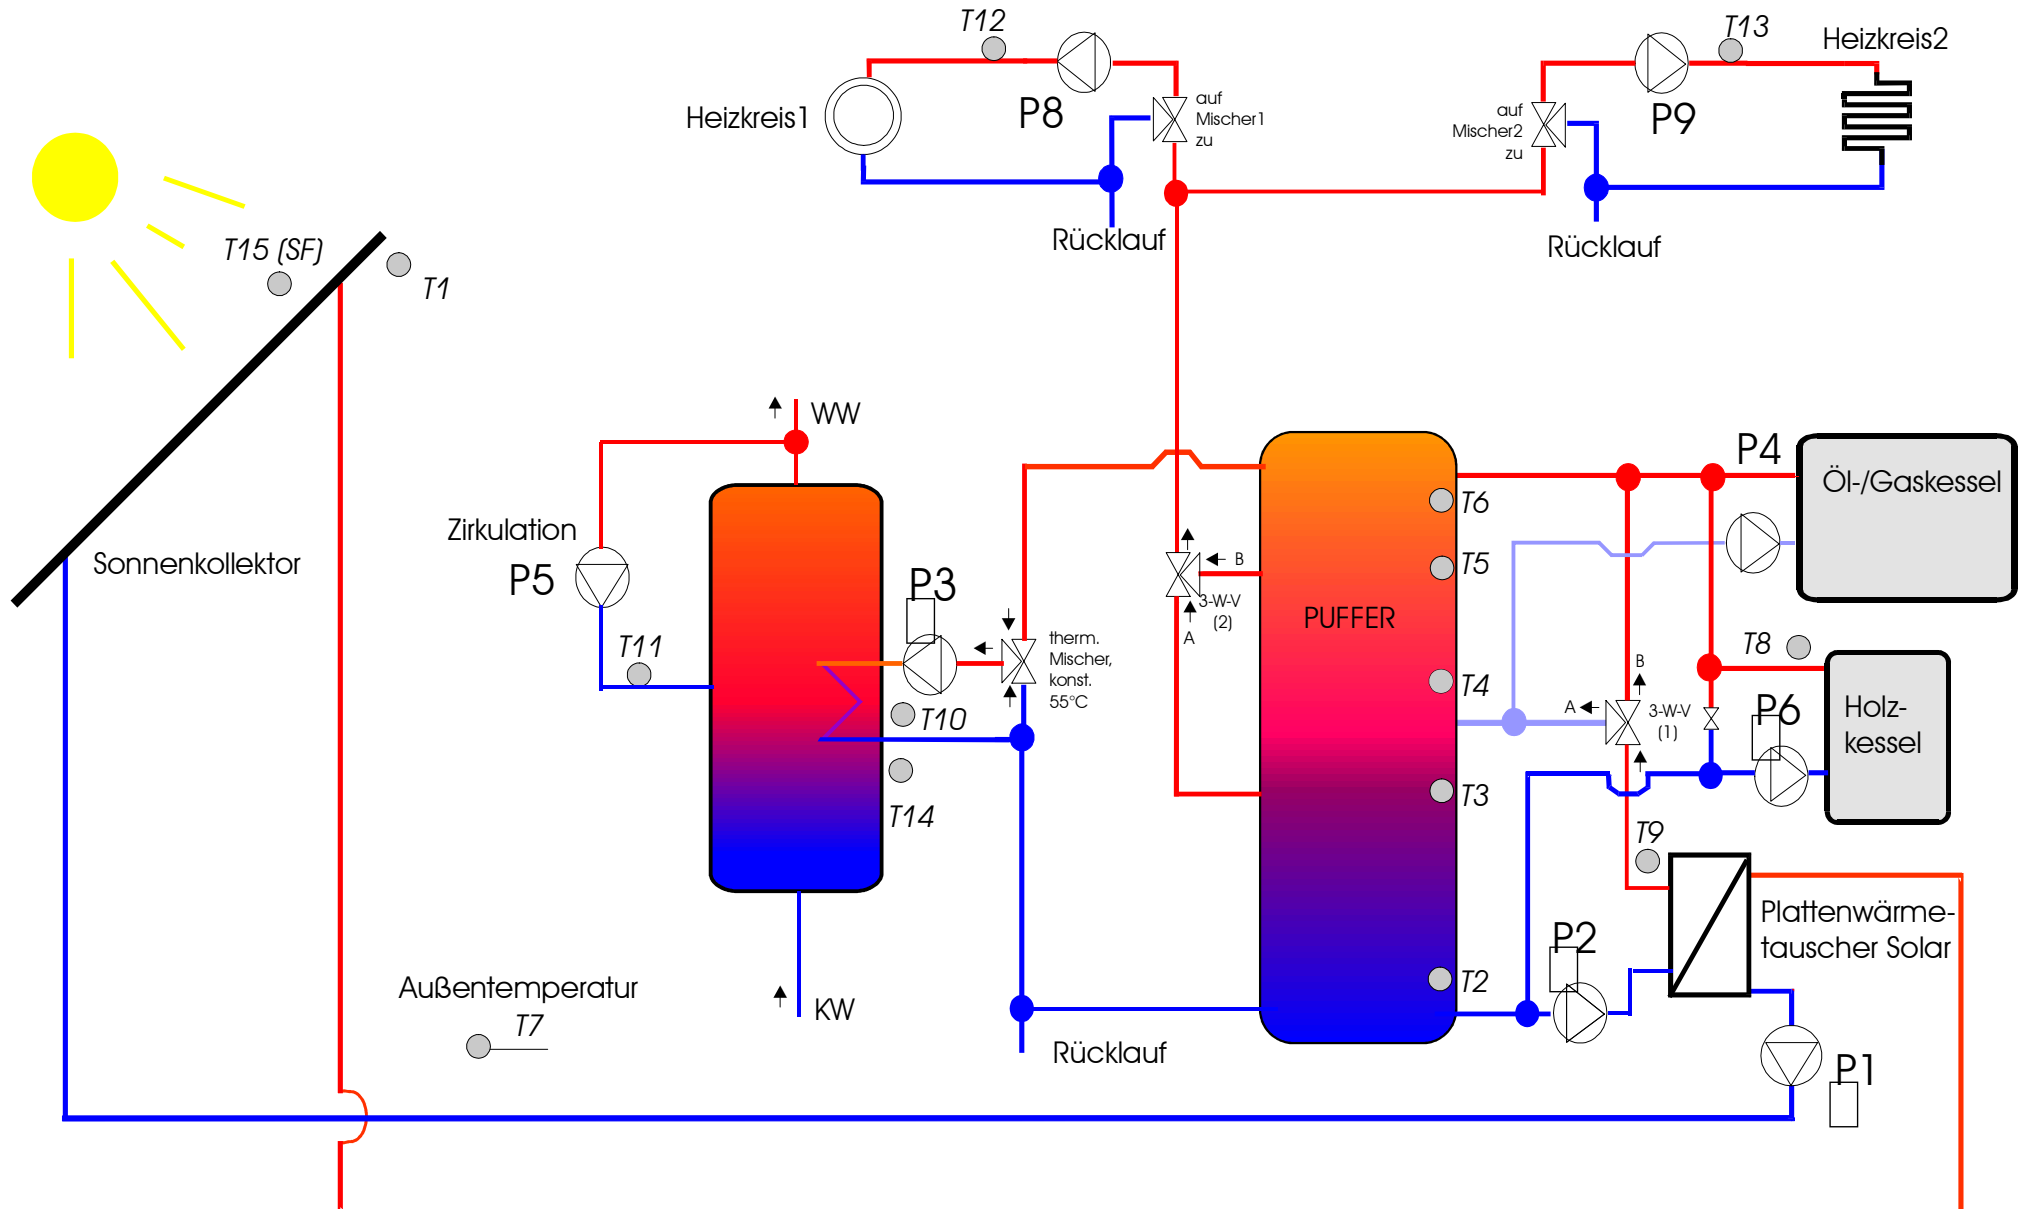 T12
T13
Heizkreis2
P8
auf
Mischer1
zu
Heizkreis1
auf
Mischer2
zu
P9
Rücklauf
Rücklauf
T15 (SF)
T1
WW
Zirkulation
P5
Sonnenkollektor
P3
T11
T10
T14
therm.
Mischer,
konst.
55°C
B
3-W-V
(2)
A
PUFFER
T6
T5
T4
T3
T2
P4
Öl-/Gaskessel
T8
B
A
3-W-V
(1)
P6
Holz-
kessel
T9
Plattenwärme-
tauscher Solar
P2
P1
Außentemperatur
T7
KW
Rücklauf